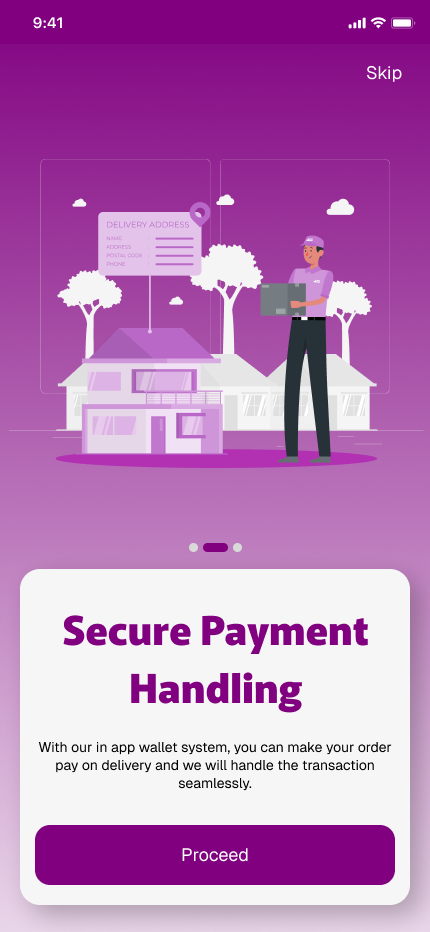 9:41
Skip
DELIVERY ADDRESS
NAME
ADDRESS
POSTAL CODE
PHONE
Secure Payment
Handling
With our in app wallet system, you can make your order
pay on delivery and we will handle the transaction
seamlessly.
Proceed